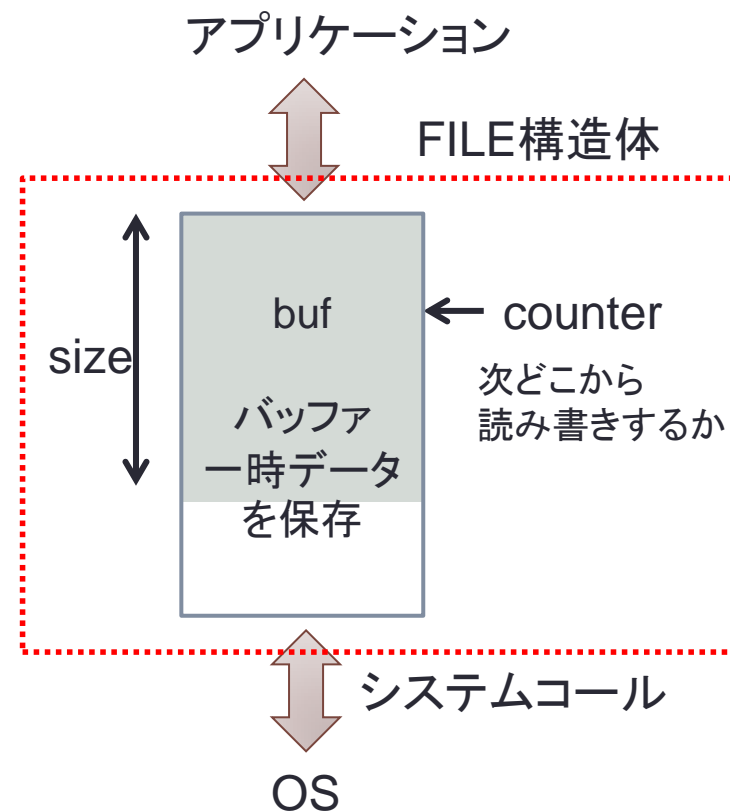 アプリケーション
FILE構造体
buf
counter
size
次どこから
読み書きするか
バッファ
一時データ
を保存
システムコール
OS